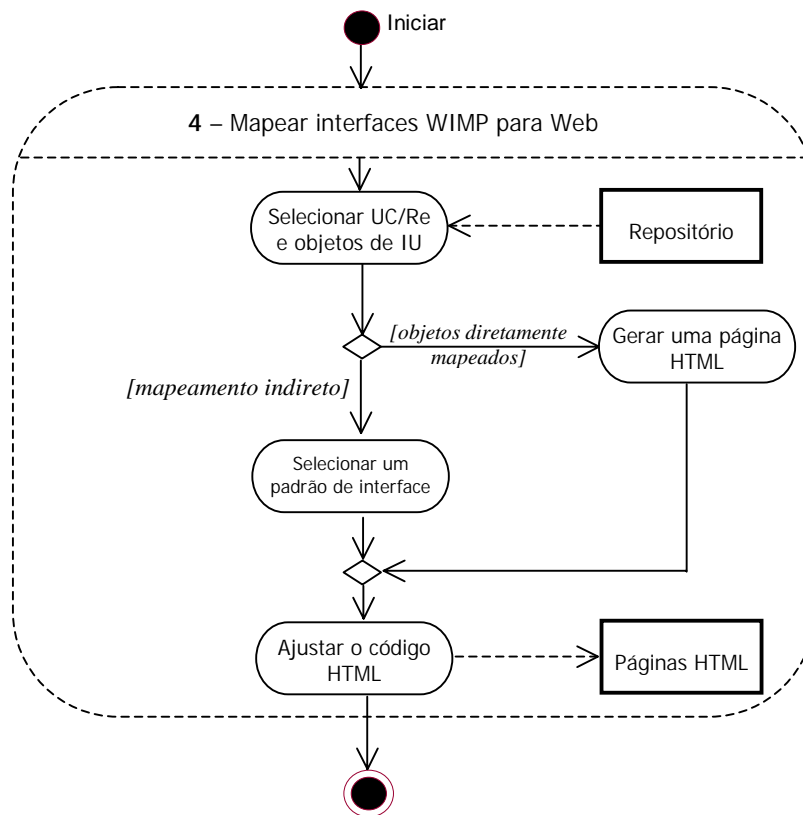 Iniciar
4 – Mapear interfaces WIMP para Web
Selecionar UC/Re
e objetos de IU
Repositório
[objetos diretamente
mapeados]
Gerar uma página
HTML
[mapeamento indireto]
Selecionar um
padrão de interface
Ajustar o código
HTML
Páginas HTML